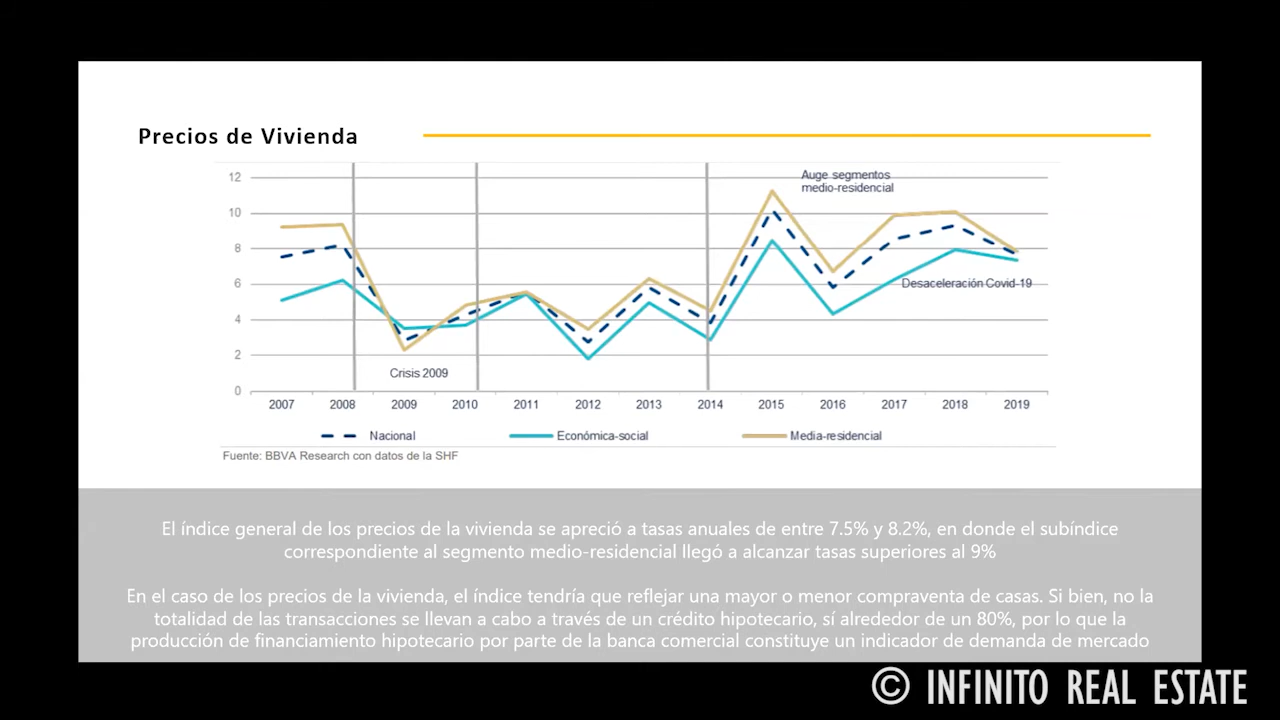 Precios de Vivienda
Auge segmentos
medio-residencial
12
10
8
6
4
2
0
Desaceleración Covid-19
Crisis 2009
2007 2008 2009 2010 2011 2012 2013 2014 2015 2016 2017 2018 2019
Nacional Económica-social Media-residencial
Fuente: BBVA Research con datos de la SHF
El índice general de los precios de la vivienda se apreció a tasas anuales de entre 7.5% y 8.2%, en donde el subíndice
correspondiente al segmento medio-residencial llegó a alcanzar tasas superiores al 9%
En el caso de los precios de la vivienda, el índice tendría que reflejar una mayor o menor compraventa de casas. Si bien, no la
totalidad de las transacciones se llevan a cabo a través de un crédito hipotecario, sí alrededor de un 80%, por lo que la
producción de financiamiento hipotecario por parte de la banca comercial constituye un indicador de demanda de mercado
© INFINITO REAL ESTATE